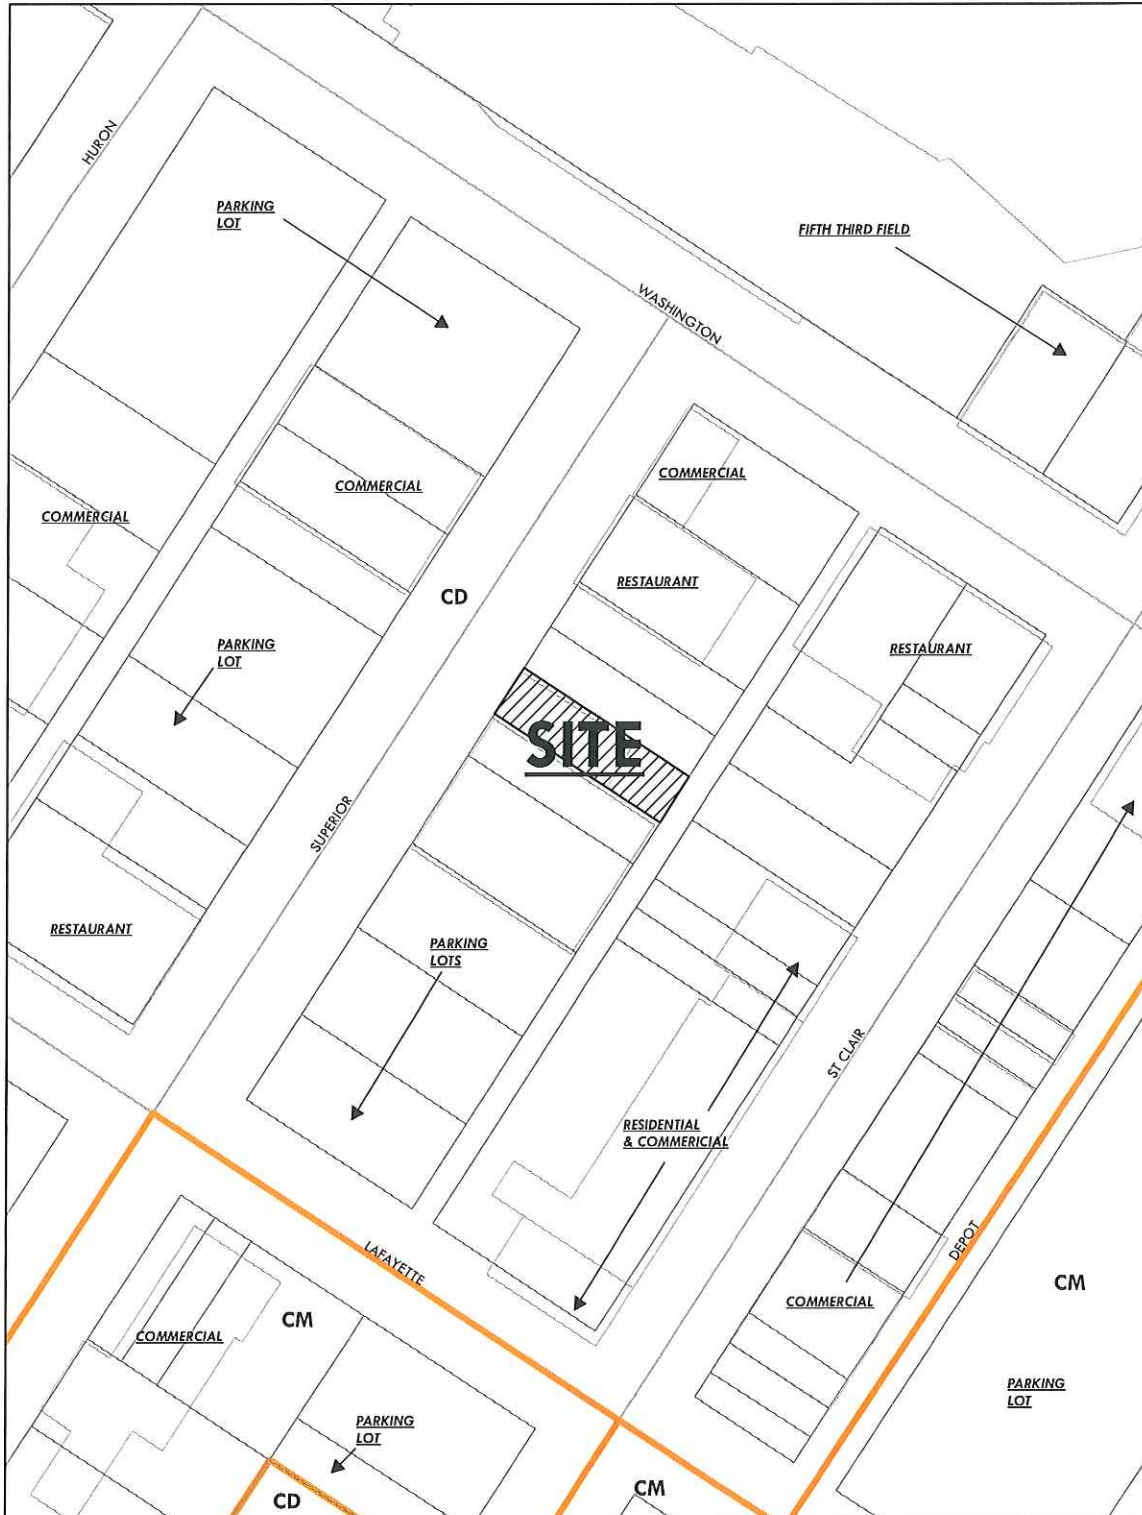 HURON
PARKING
LOT
FIFTH THIRD FIELD
WASHINGTON
COMMERCIAL
COMMERCIAL
COMMERCIAL
RESTAURANT
CD
PARKING
LOT
RESTAURANT
SITE
SUPERIOR
RESTAURANT
PARKING
LOTS
ST CLAIR
RESIDENTIAL
& COMMERICIAL
LAFAYETTE
DEPOT
CM
COMMERCIAL
CM
COMMERCIAL
PARKING
LOT
PARKING
LOT
CM
CD